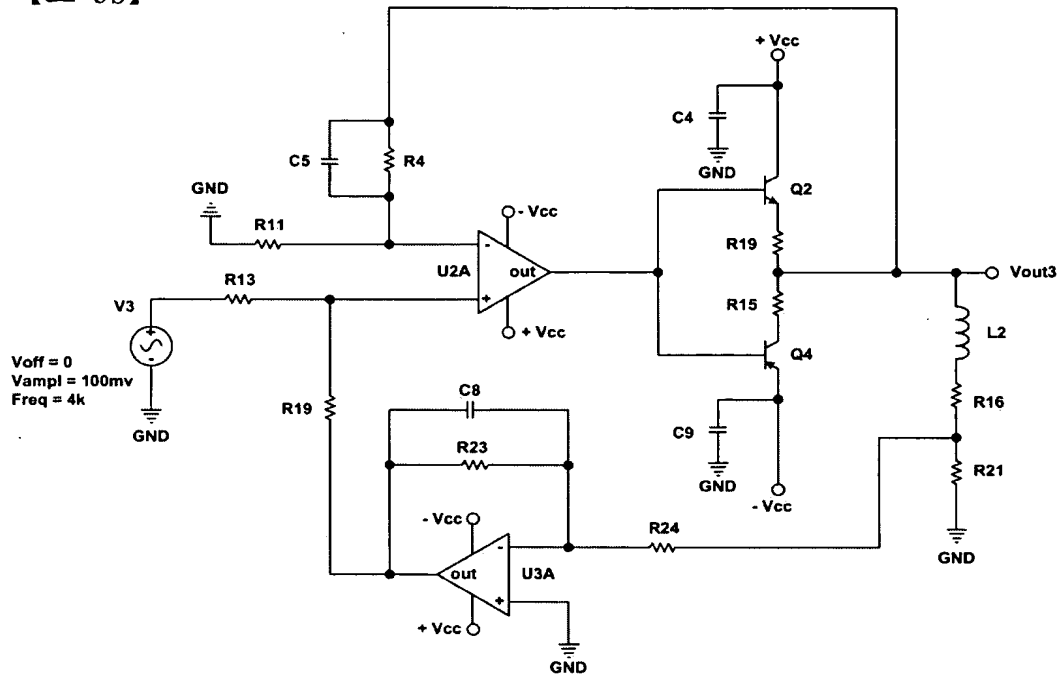 + Vcc
C4
GND
Q2
C5
R4
GND
R11
- Vcc
U2A
out
-
+
+ Vcc
R19
Vout3
R15
L2
Q4
R13
V3
+
-
Voff = 0
Vampl = 100mv
Freq = 4k
GND
R19
C8
R23
C9
GND
- Vcc
R16
R21
GND
R24
- Vcc
out
-
+
U3A
+ Vcc
GND